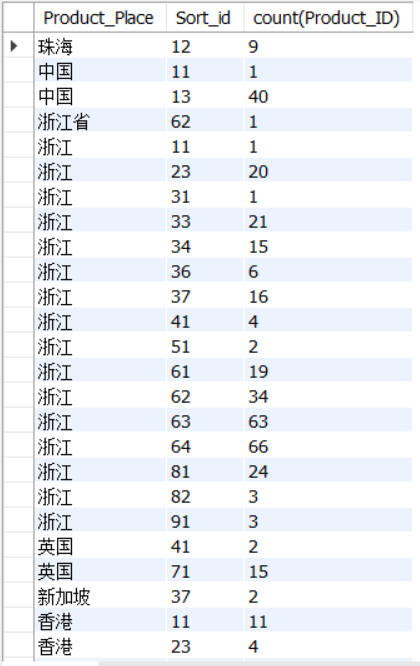 Product_Place Sort_id count(Product_ID)
珠海 12 9
中国 11 1
中国 13 40
浙江省 62 1
浙江 11 1
浙江 23 20
浙江 31 1
浙江 33 21
浙江 34 15
浙江 36 6
浙江 37 16
浙江 41 4
浙江 51 2
浙江 61 19
浙江 62 34
浙江 63 63
浙江 64 66
浙江 81 24
浙江 82 3
浙江 91 3
英国 41 2
英国 71 15
新加坡 37 2
香港 11 11
香港 23 4